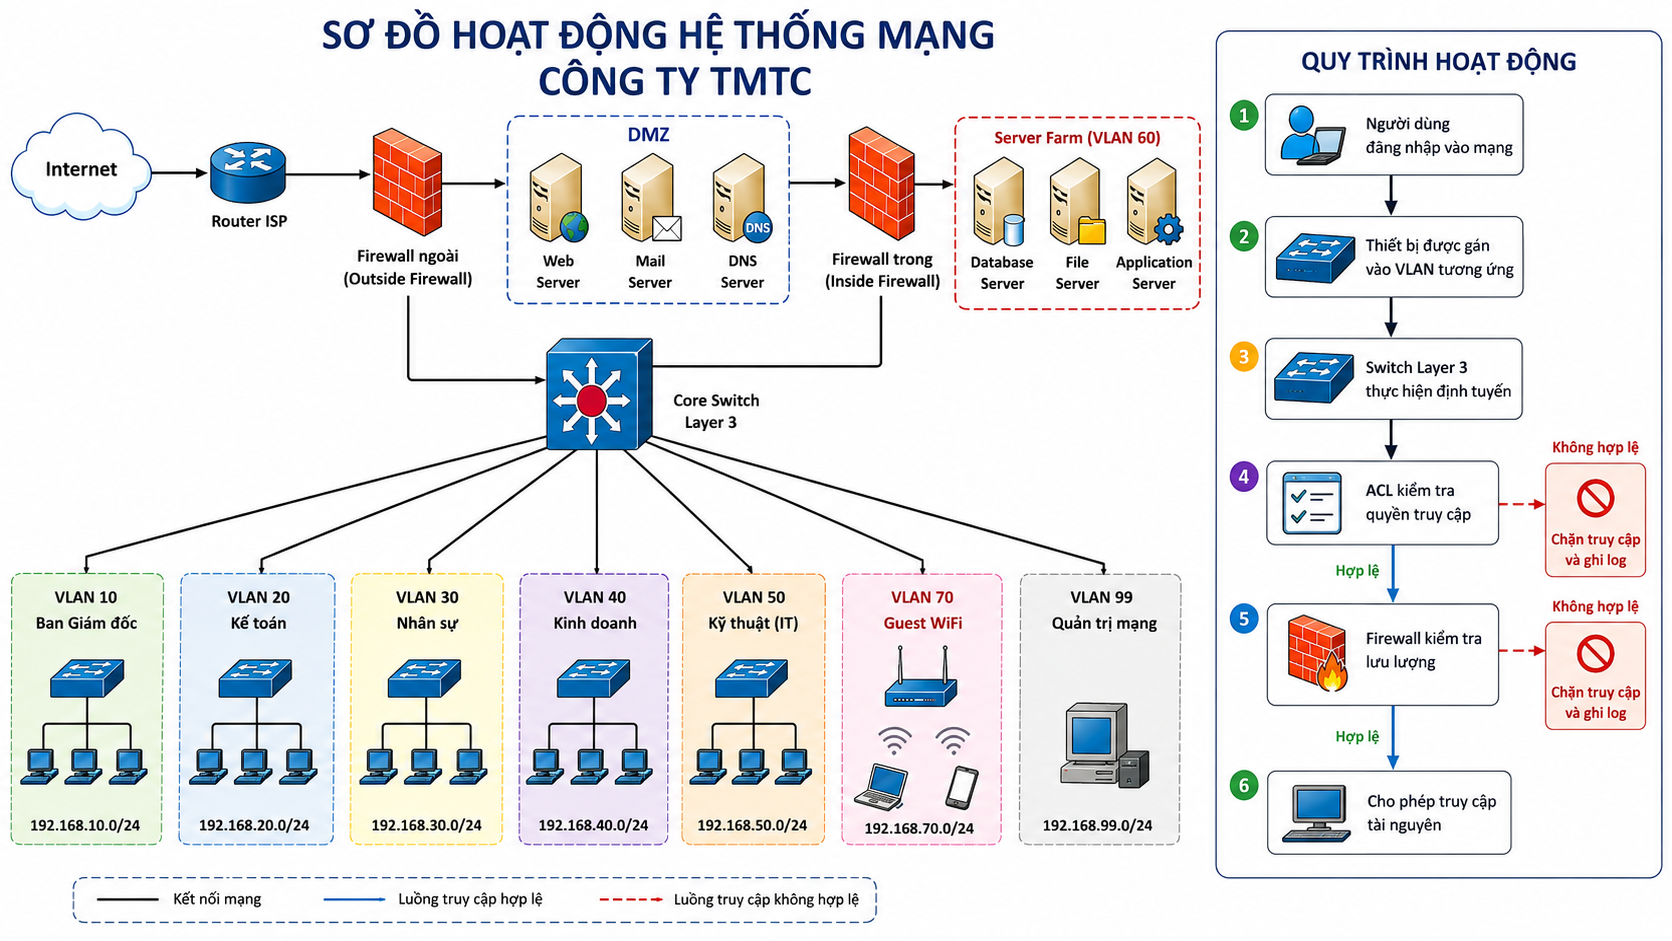 SƠ ĐỒ HOẠT ĐỘNG HỆ THỐNG MẠNG
CÔNG TY TMTC
Internet
Router ISP
Firewall ngoài
(Outside Firewall)
DMZ
Web
Server
Mail
Server
DNS
DNS
Server
Firewall trong
(Inside Firewall)
Server Farm (VLAN 60)
Database
Server
File
Server
Application
Server
Core Switch
Layer 3
VLAN 10
Ban Giám đốc
192.168.10.0/24
VLAN 20
Kế toán
192.168.20.0/24
VLAN 30
Nhân sự
192.168.30.0/24
VLAN 40
Kinh doanh
192.168.40.0/24
VLAN 50
Kỹ thuật (IT)
192.168.50.0/24
VLAN 70
Guest WiFi
192.168.70.0/24
VLAN 99
Quản trị mạng
192.168.99.0/24
Kết nối mạng
Luồng truy cập hợp lệ
Luồng truy cập không hợp lệ
QUY TRÌNH HOẠT ĐỘNG
1
Người dùng
đăng nhập vào mạng
2
Thiết bị được gán
vào VLAN tương ứng
3
Switch Layer 3
thực hiện định tuyến
4
ACL kiểm tra
quyền truy cập
Không hợp lệ
Chặn truy cập
và ghi log
Hợp lệ
5
Firewall kiểm tra
lưu lượng
Không hợp lệ
Chặn truy cập
và ghi log
Hợp lệ
6
Cho phép truy cập
tài nguyên